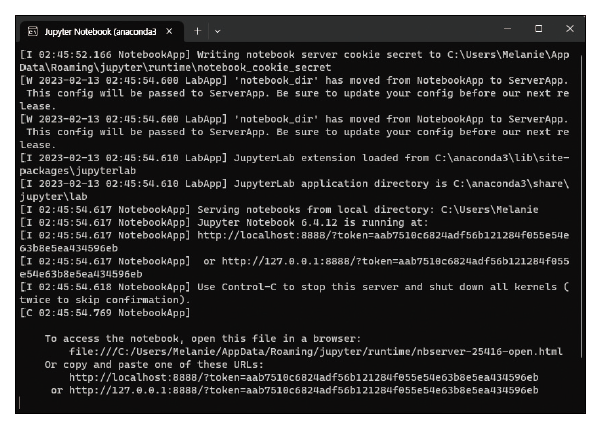 Jupyter Notebook (anaconda3
[I 02:45:52.166 NotebookApp] Writing notebook server cookie secret to C:\Users\Melanie\App
Data\Roaming\jupyter\runtime\notebook_cookie_secret
[W 2023-02-13 02:45:54.600 LabApp] 'notebook_dir' has moved from NotebookApp to ServerApp.
 This config will be passed to ServerApp. Be sure to update your config before our next re
lease.
[W 2023-02-13 02:45:54.600 LabApp] 'notebook_dir' has moved from NotebookApp to ServerApp.
 This config will be passed to ServerApp. Be sure to update your config before our next re
lease.
[I 2023-02-13 02:45:54.610 LabApp] JupyterLab extension loaded from C:\anaconda3\lib\site-
packages\jupyterlab
[I 2023-02-13 02:45:54.610 LabApp] JupyterLab application directory is C:\anaconda3\share\
jupyter\lab
[I 02:45:54.617 NotebookApp] Serving notebooks from local directory: C:\Users\Melanie
[I 02:45:54.617 NotebookApp] Jupyter Notebook 6.4.12 is running at:
[I 02:45:54.617 NotebookApp] http://localhost:8888/?token=aab7510c6824adf56b121284f055e54e
63b8e5ea434596eb
[I 02:45:54.617 NotebookApp]  or http://127.0.0.1:8888/?token=aab7510c6824adf56b121284f055
e54e63b8e5ea434596eb
[I 02:45:54.618 NotebookApp] Use Control-C to stop this server and shut down all kernels (
twice to skip confirmation).
[C 02:45:54.769 NotebookApp]
    To access the notebook, open this file in a browser:
        file:///C:/Users/Melanie/AppData/Roaming/jupyter/runtime/nbserver-25416-open.html
    Or copy and paste one of these URLs:
        http://localhost:8888/?token=aab7510c6824adf56b121284f055e54e63b8e5ea434596eb
     or http://127.0.0.1:8888/?token=aab7510c6824adf56b121284f055e54e63b8e5ea434596eb